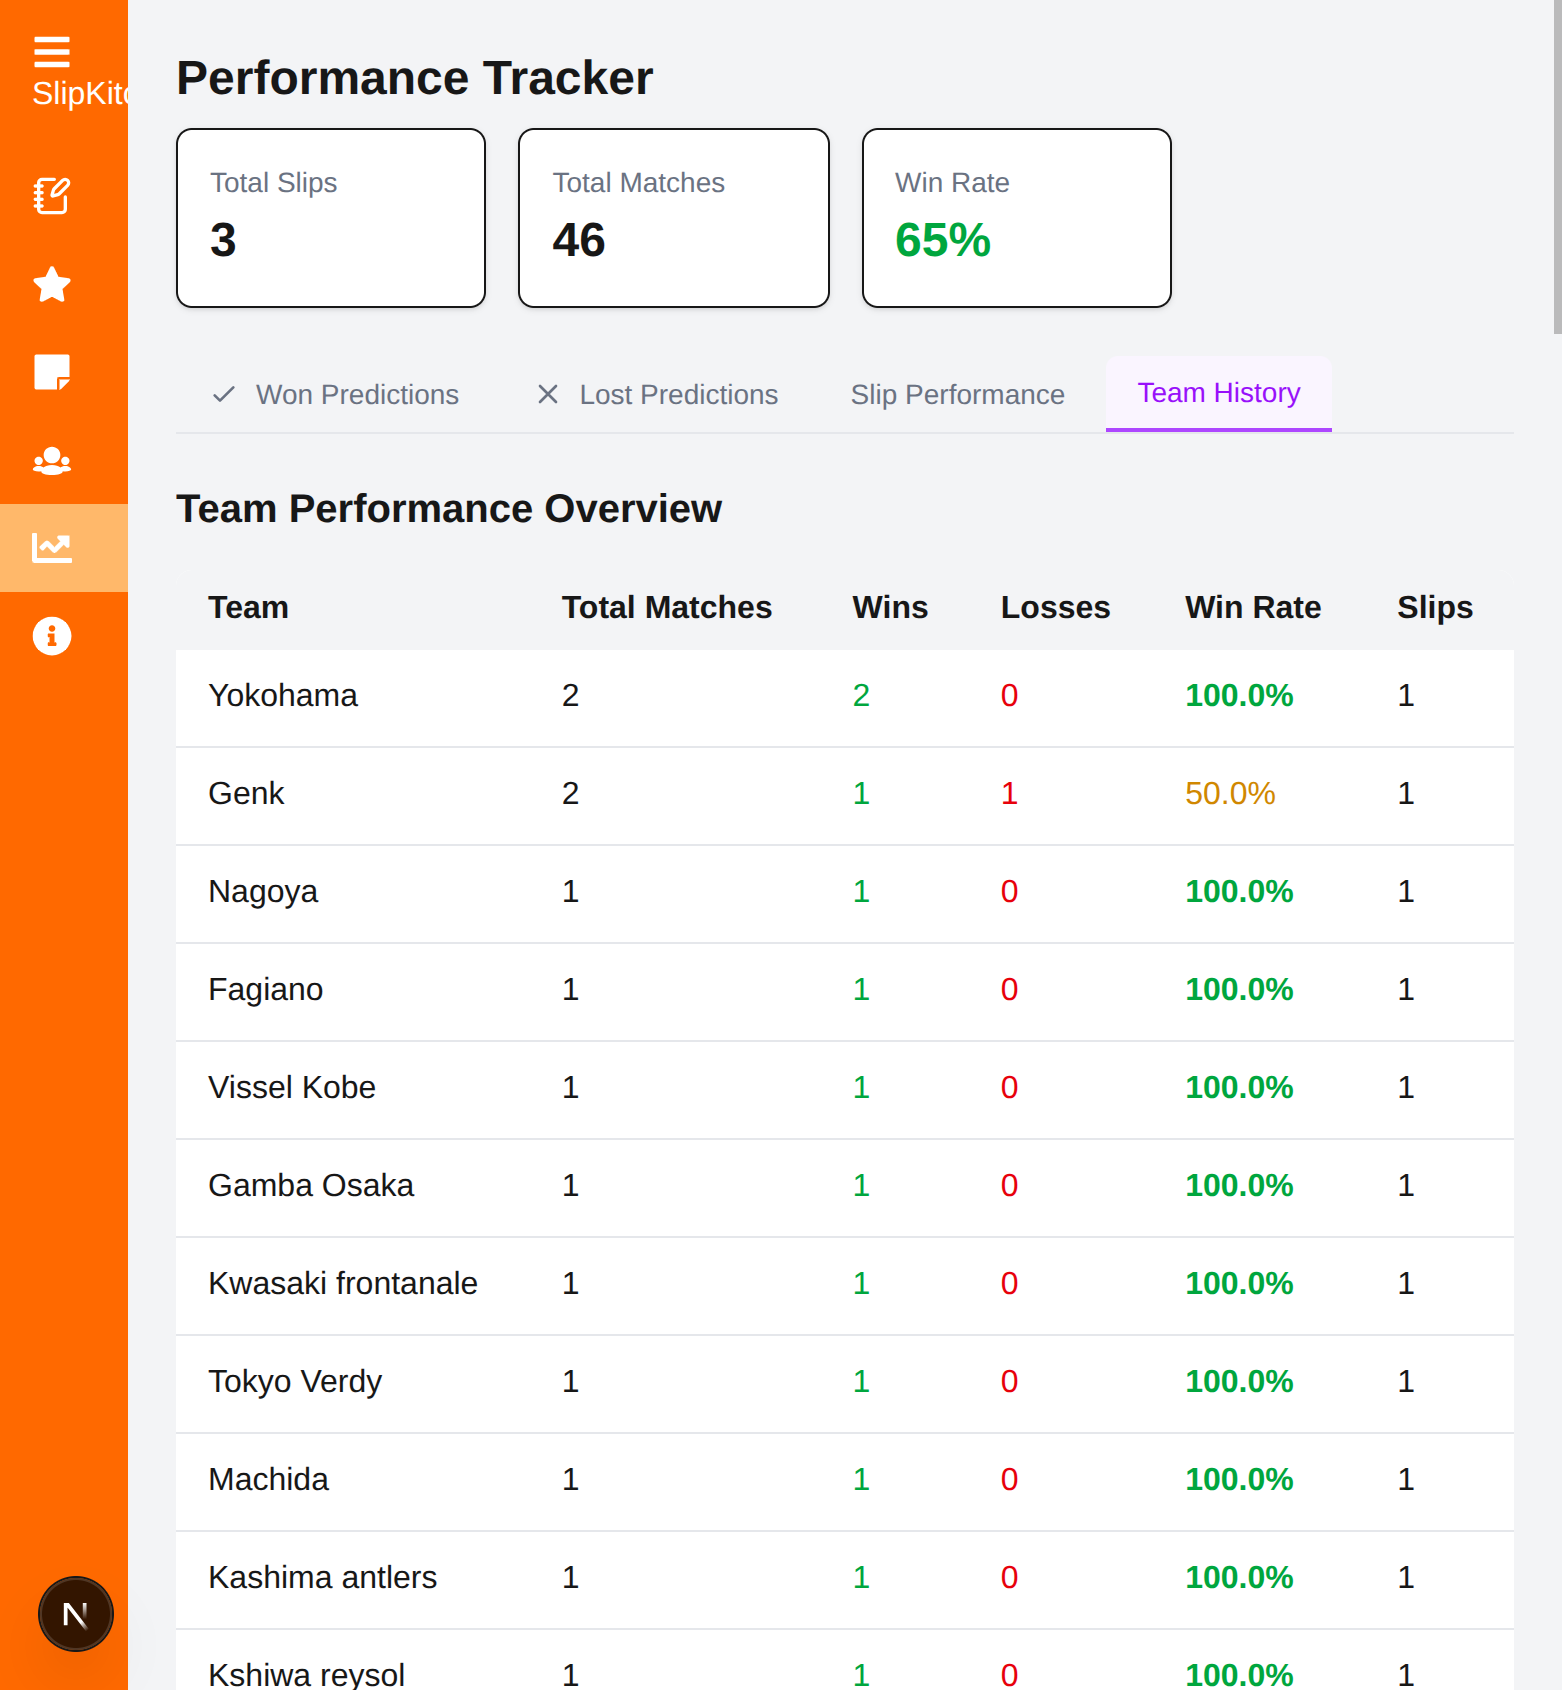 SlipKitc
Performance Tracker
Total Slips
3
Total Matches
46
Win Rate
65%
Won Predictions
Lost Predictions
Slip Performance
Team History
Team Performance Overview
Team Total Matches Wins Losses Win Rate Slips
Yokohama 2 2 0 100.0% 1
Genk 2 1 1 50.0% 1
Nagoya 1 1 0 100.0% 1
Fagiano 1 1 0 100.0% 1
Vissel Kobe 1 1 0 100.0% 1
Gamba Osaka 1 1 0 100.0% 1
Kwasaki frontanale 1 1 0 100.0% 1
Tokyo Verdy 1 1 0 100.0% 1
Machida 1 1 0 100.0% 1
Kashima antlers 1 1 0 100.0% 1
Kshiwa reysol 1 1 0 100.0% 1
N